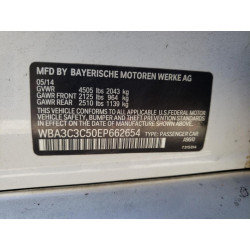 MFD BY BAYERISCHE MOTOREN WERKE AG
05/14
GVWR 4505 LBS 2043 kg
GAWR FRONT 2125 LBS 964 kg
GAWR REAR 2510 LBS 1139 kg
THIS VEHICLE CONFORMS TO ALL APPLICABLE
FEDERAL MOTOR VEHICLE SAFETY, BUMPER,
AND THEFT PREVENTION STANDARDS IN EFFECT
ON THE DATE OF MANUFACTURE SHOWN ABOVE.
WBA3C3C50EP662654 TYPE: PASSENGER CAR